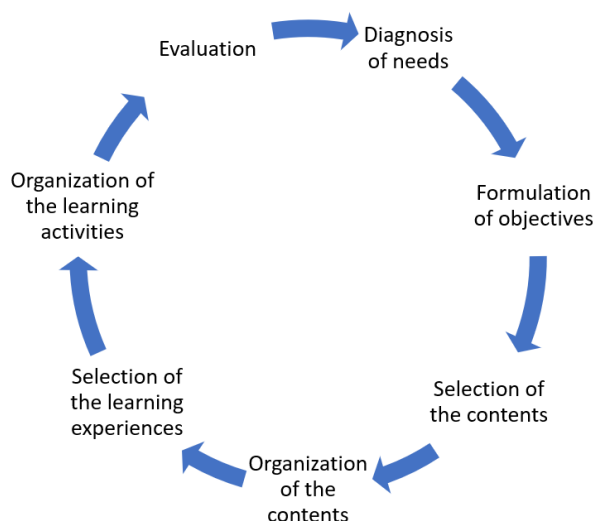 Evaluation
Diagnosis
of needs
Formulation
of objectives
Selection of
the contents
Organization
of the
contents
Selection of
the learning
experiences
Organization of
the learning
activities